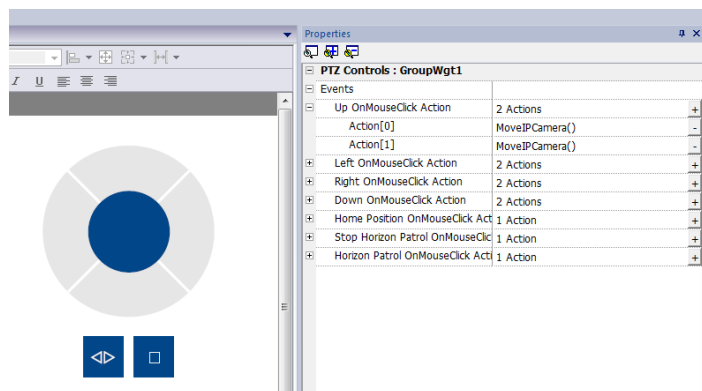 Properties
I U
PTZ Controls : GroupWgt1
Events
Up OnMouseClick Action 2 Actions +
Action[0] MoveIPCamera() -
Action[1] MoveIPCamera() -
Left OnMouseClick Action 2 Actions +
Right OnMouseClick Action 2 Actions +
Down OnMouseClick Action 2 Actions +
Home Position OnMouseClick Act 1 Action +
Stop Horizon Patrol OnMouseClic 1 Action +
Horizon Patrol OnMouseClick Acti 1 Action +